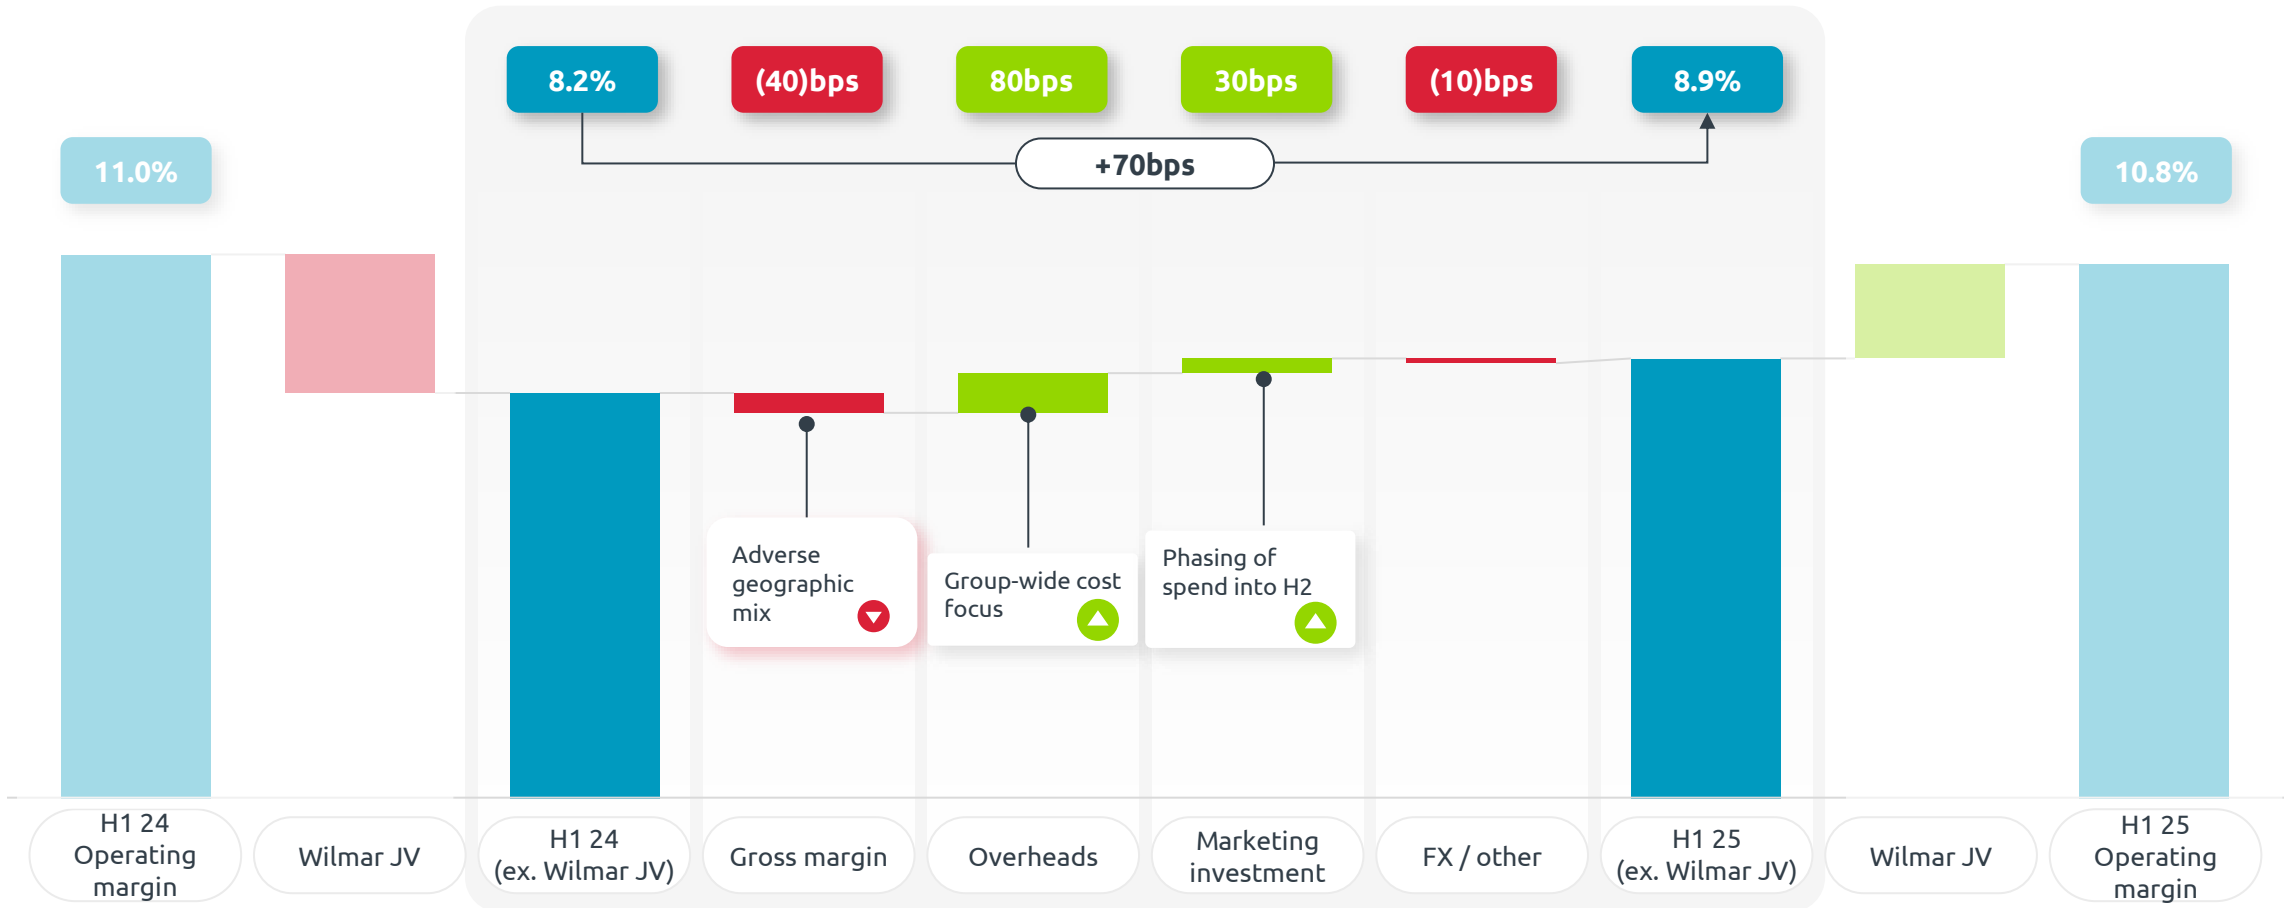 8.2%
(40)bps
80bps
30bps
(10)bps
8.9%
+70bps
11.0%
10.8%
Adverse
geographic
mix
Group-wide cost
focus
Phasing of
spend into H2
H1 24
Operating
margin
Wilmar JV
H1 24
(ex. Wilmar JV)
Gross margin
Overheads
Marketing
investment
FX / other
H1 25
(ex. Wilmar JV)
Wilmar JV
H1 25
Operating
margin